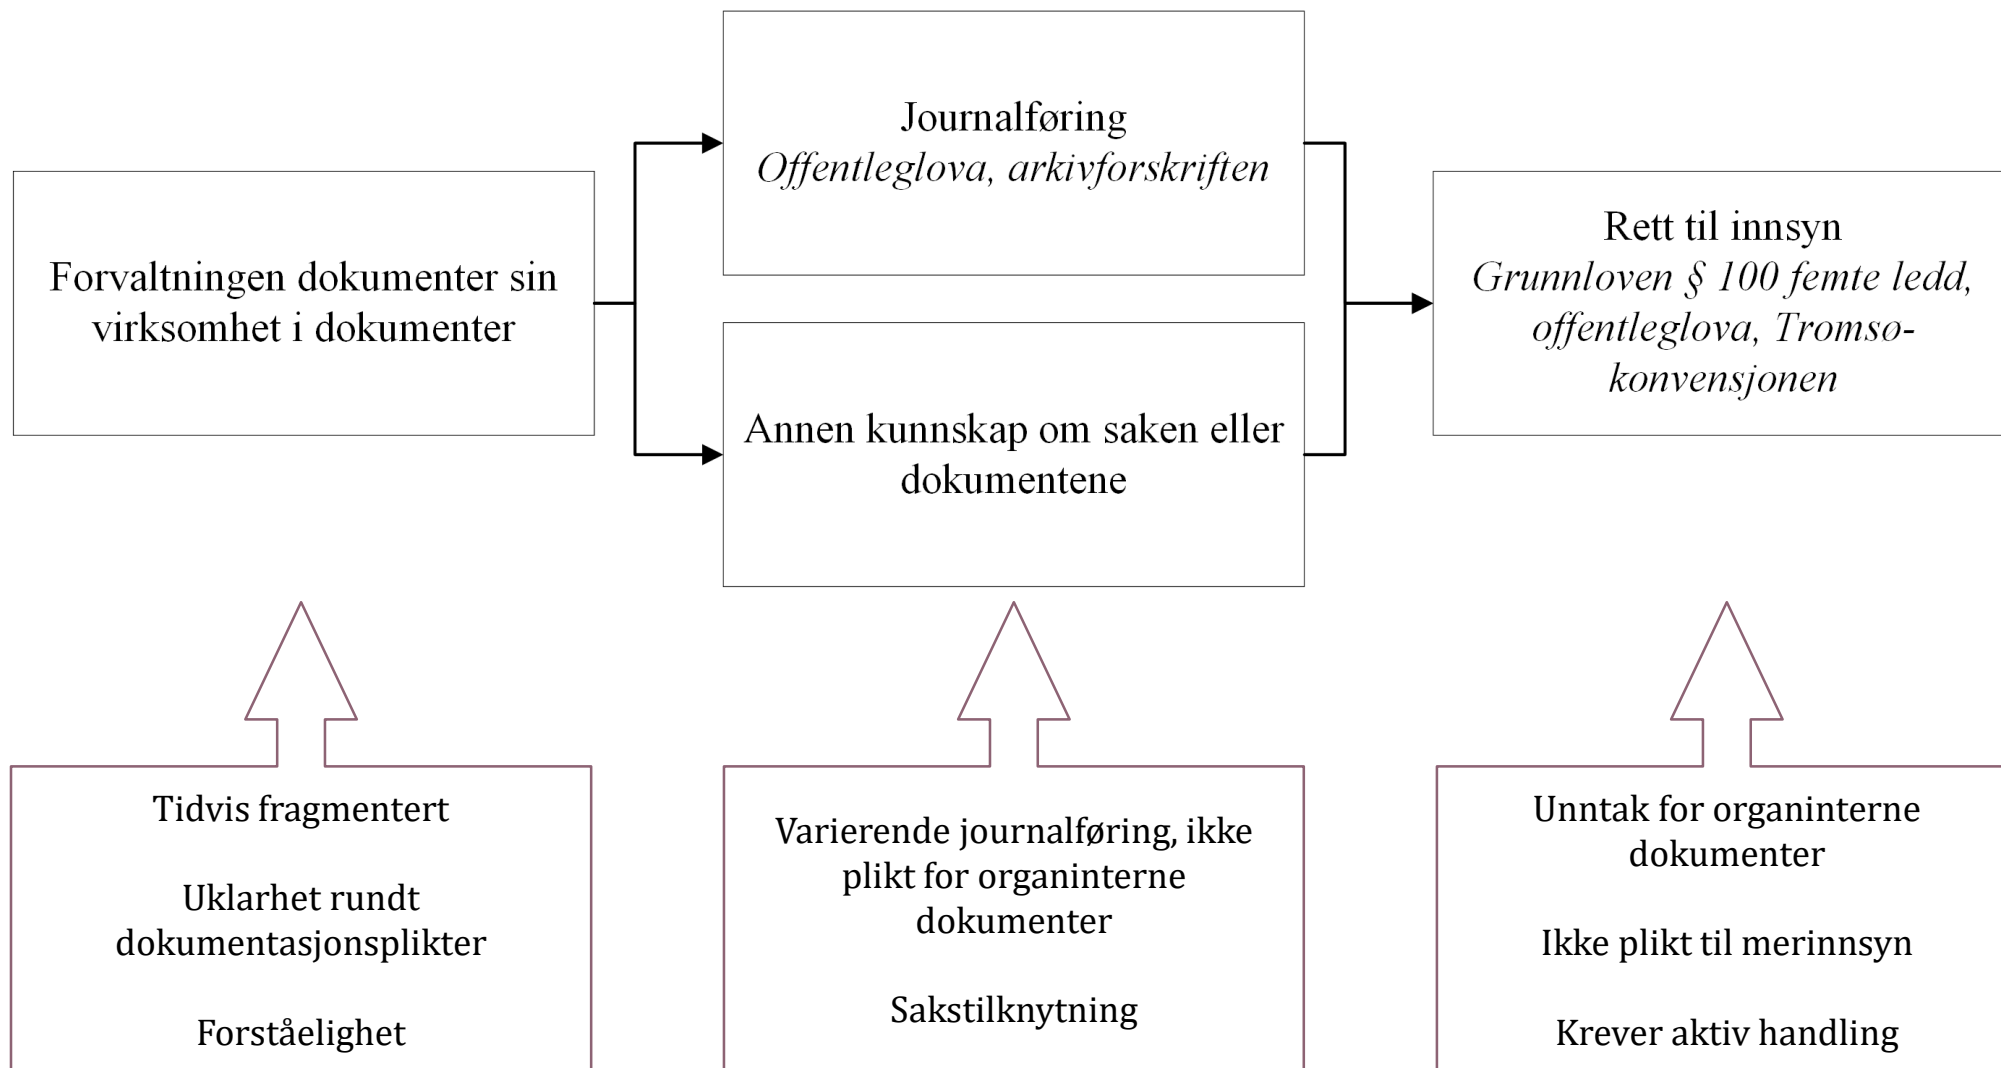 Forvaltningen dokumenter sin
virksomhet i dokumenter
Journalføring
Offentleglova, arkivforskriften
Annen kunnskap om saken eller
dokumentene
Rett til innsyn
Grunnloven § 100 femte ledd,
offentleglova, Tromsø-
konvensjonen
Tidvis fragmentert
Uklarhet rundt
dokumentasjonsplikter
Forståelighet
Varierende journalføring, ikke
plikt for organinterne
dokumenter
Sakstilknytning
Unntak for organinterne
dokumenter
Ikke plikt til merinnsyn
Krever aktiv handling